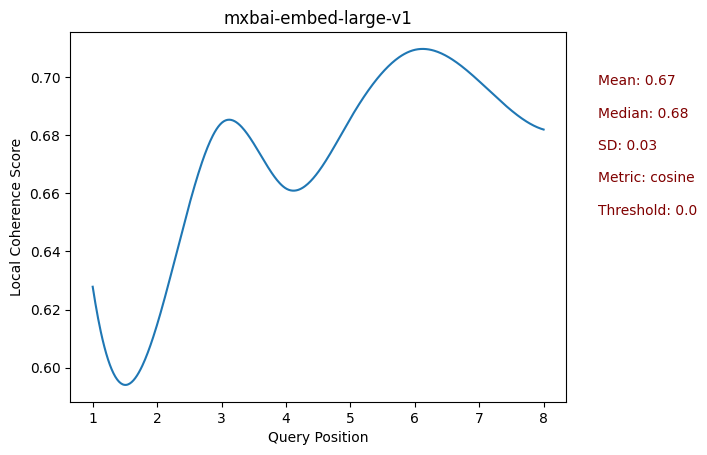 mxbai-embed-large-v1
Local Coherence Score
0.70
0.68
0.66
0.64
0.62
0.60
1 2 3 4 5 6 7 8
Query Position
Mean: 0.67
Median: 0.68
SD: 0.03
Metric: cosine
Threshold: 0.0